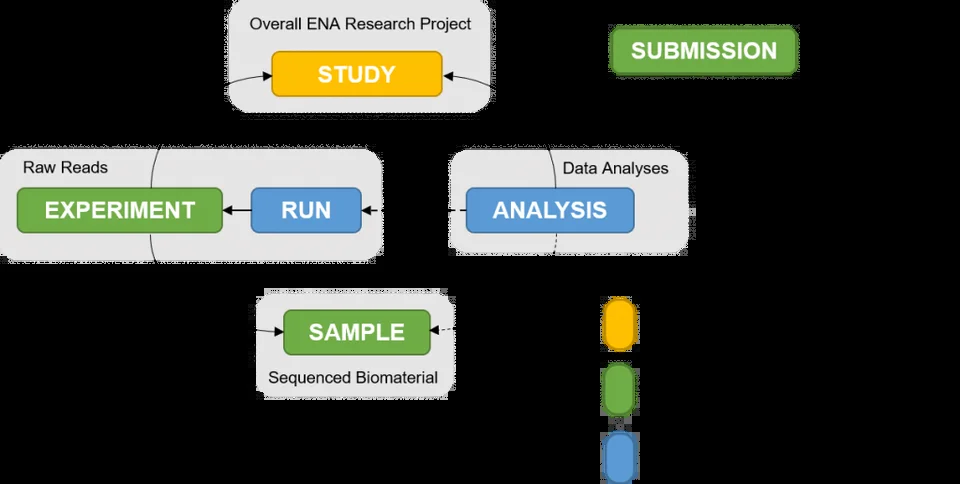 Overall ENA Research Project
STUDY
SUBMISSION
Raw Reads
EXPERIMENT
RUN
Data Analyses
ANALYSIS
SAMPLE
Sequenced Biomaterial